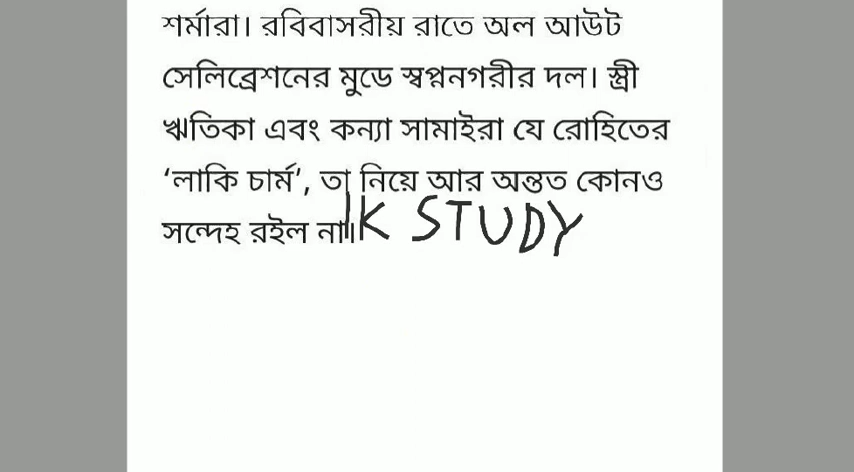 শর্মারা। রবিবাসরীয় রাতে অল আউট
সেলিব্রেশনের মুডে স্বপ্ননগরীর দল। স্ত্রী
ঋতিকা এবং কন্যা সামাইরা যে রোহিতের
‘লাকি চার্ম’, তা নিয়ে আর অন্তত কোনও
সন্দেহ রইল না।
IK STUDY